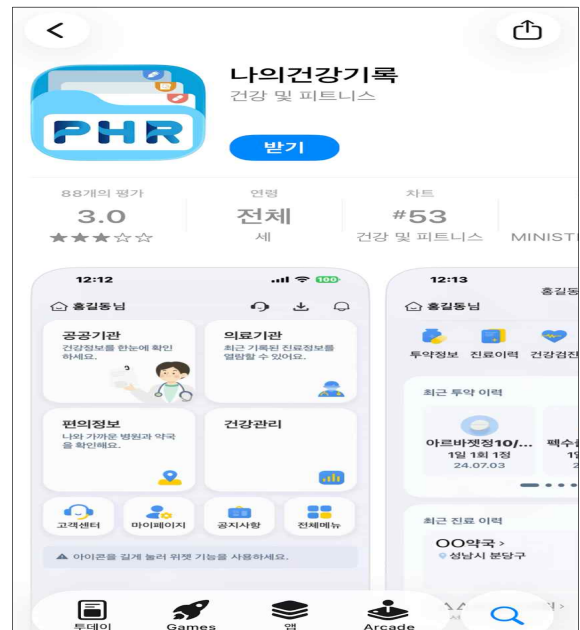 나의건강기록
건강 및 피트니스
PHR
받기
88개의 평가
연령
차트
3.0
전체
#53
세
건강 및 피트니스
MINIST
12:12
100
홍길동님
공공기관
건강정보를 한눈에 확인
하세요.
의료기관
최근 기록된 진료정보를
열람할 수 있어요.
편의정보
나와 가까운 병원과 약국
을 확인해요.
건강관리
고객센터
마이페이지
공지사항
전체메뉴
아이콘을 길게 눌러 위젯 기능을 사용하세요.
12:13
홍길동
홍길동님
투약정보
진료이력
건강검진
최근 투약 이력
아르바젯정10/...
1일 1회 1정
24.07.03
최근 진료 이력
OO약국 >
성남시 분당구
투데이
Games
앱
Arcade